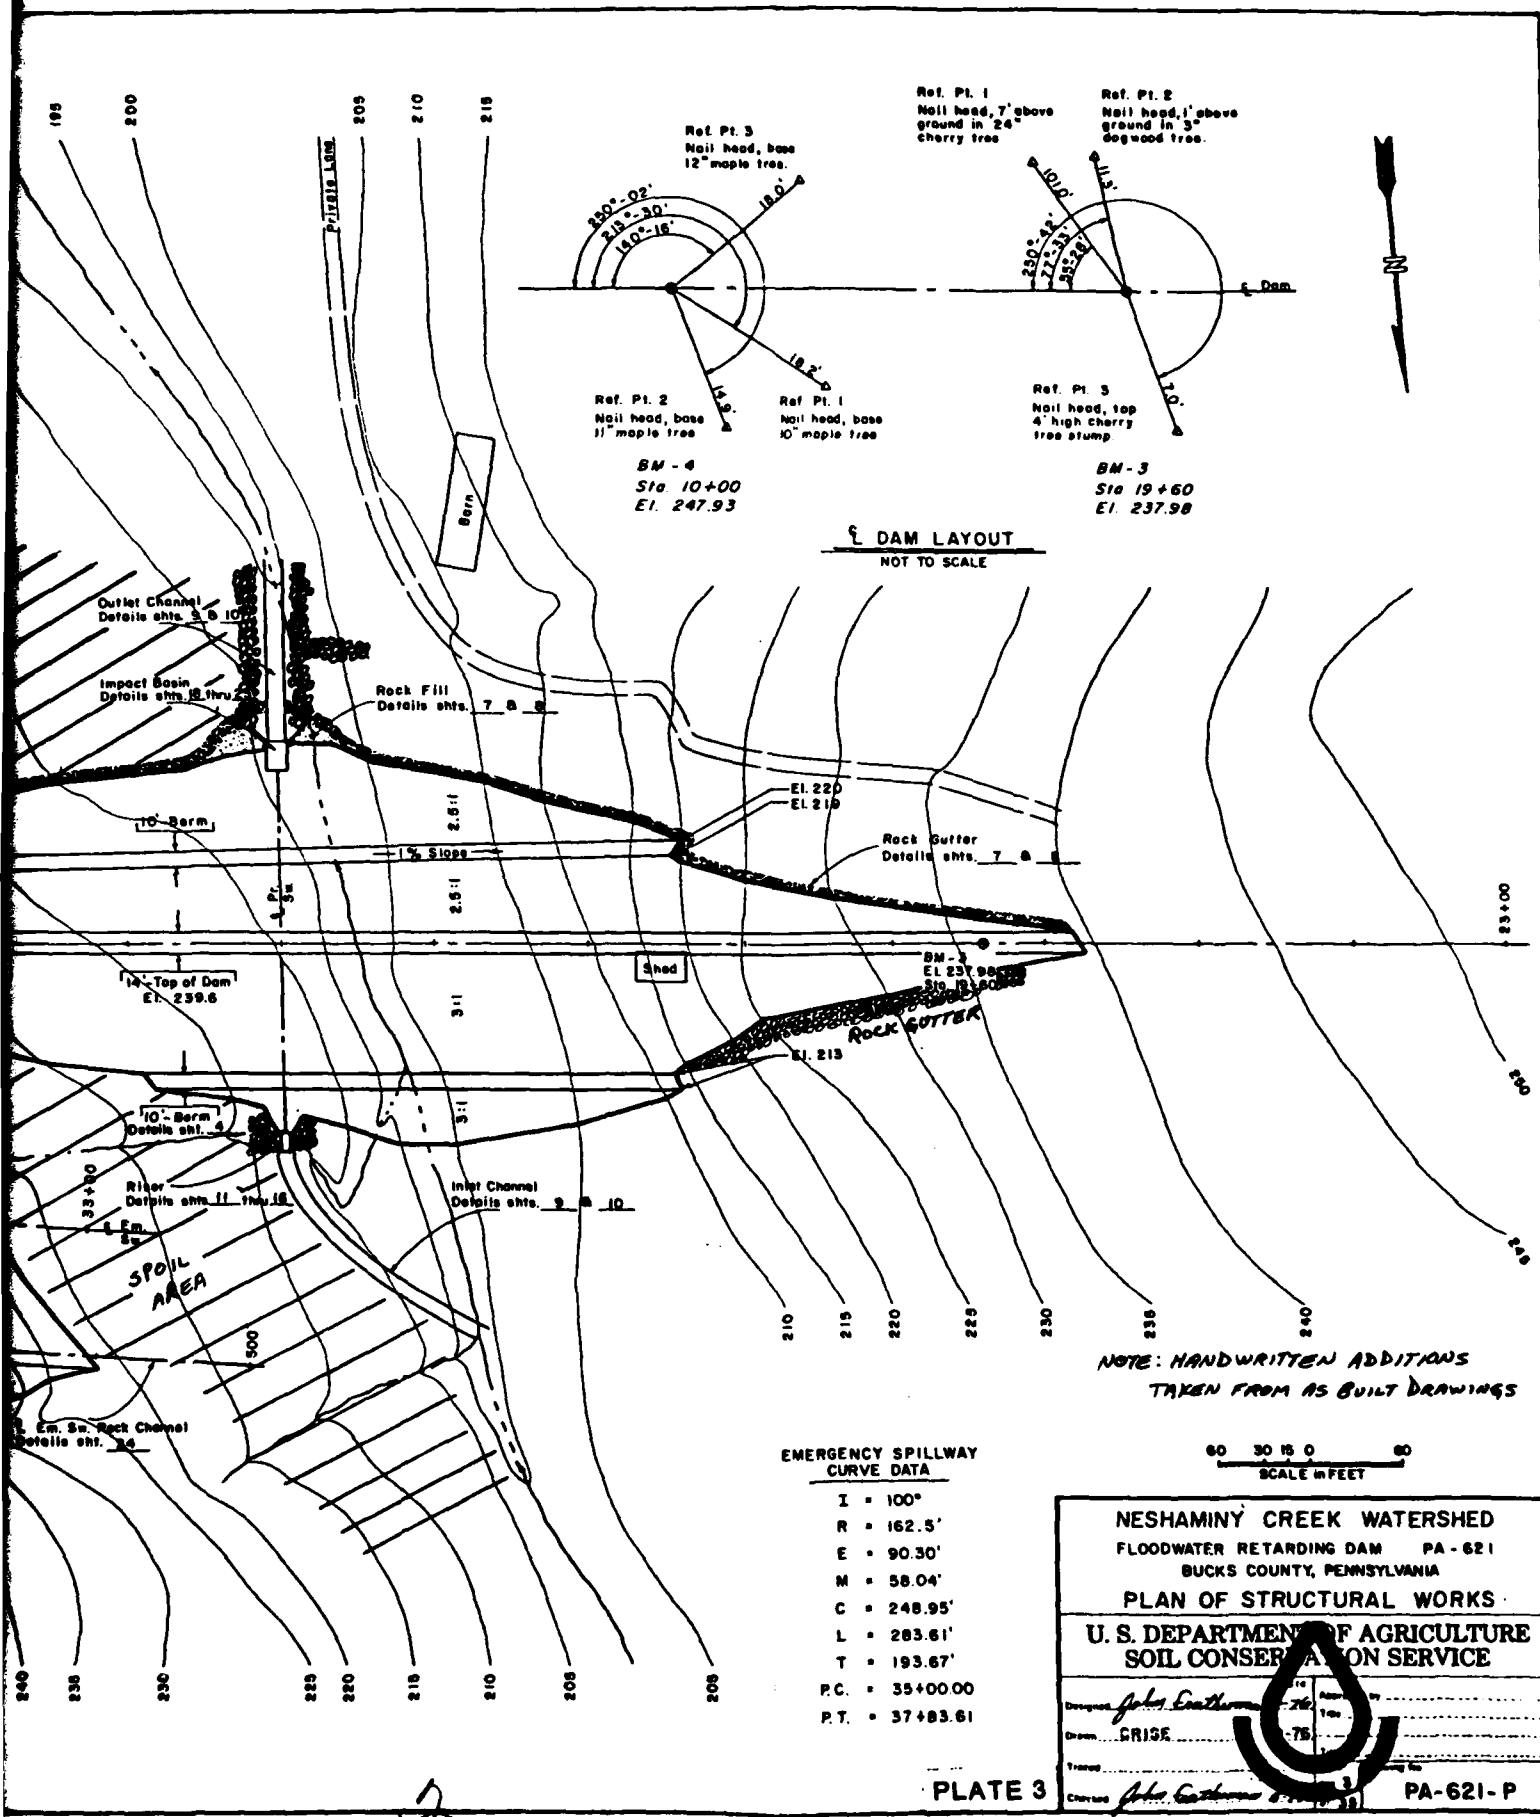 195
200
205
210
215
Private Lane
Ref. Pt. 3
Nail head, base
12" maple tree.
18.0'
250°-02'
213°-30'
140°-16'
18.2'
14.9'
Ref. Pt. 2
Nail head, base
11" maple tree
Ref. Pt. 1
Nail head, base
10" maple tree
BM - 4
Sta. 10+00
El. 247.93
Ref. Pt. 1
Nail head, 7' above
ground in 24"
cherry tree
Ref. Pt. 2
Nail head, 1' above
ground in 3"
dogwood tree.
101.0'
11.3'
250°-42'
77°-33'
55°-28'
7.0'
℄ Dam
Ref. Pt. 3
Nail head, top
4' high cherry
tree stump.
BM - 3
Sta 19+60
El. 237.98
N
℄ DAM LAYOUT
NOT TO SCALE
Barn
Outlet Channel
Details shts. 9 & 10
Impact Basin
Details shts. 18 thru
Rock Fill
Details shts. 7 & 8
El. 220
El. 219
10' Berm
1% Slope
2.5:1
2.5:1
Rock Gutter
Details shts. 7 & 8
℄ Pr. Sw.
23+00
14'-Top of Dam
El. 239.6
Shed
BM-3
El. 237.98
Sta. 19+60
3:1
ROCK GUTTER
El. 213
10'-Berm
Details sht. 4
3:1
Riser
Details shts. 11 thru 16
Inlet Channel
Details shts. 9 & 10
33+00
℄ Em. Sw.
SPOIL
AREA
500
Em. Sw. Rock Channel
Details sht. 24
250
245
210
215
220
225
230
235
240
NOTE: HANDWRITTEN ADDITIONS
TAKEN FROM AS BUILT DRAWINGS
60 30 15 0 60
SCALE in FEET
EMERGENCY SPILLWAY
CURVE DATA
I = 100°
R = 162.5'
E = 90.30'
M = 58.04'
C = 248.95'
L = 283.61'
T = 193.67'
P.C. = 35+00.00
P.T. = 37+83.61
240
235
230
225
220
215
210
205
205
NESHAMINY CREEK WATERSHED
FLOODWATER RETARDING DAM PA-621
BUCKS COUNTY, PENNSYLVANIA
PLAN OF STRUCTURAL WORKS
U. S. DEPARTMENT OF AGRICULTURE
SOIL CONSERVATION SERVICE
Designed John
Drawn GRISE
Traced
Checked John
PA-621-P
PLATE 3
2